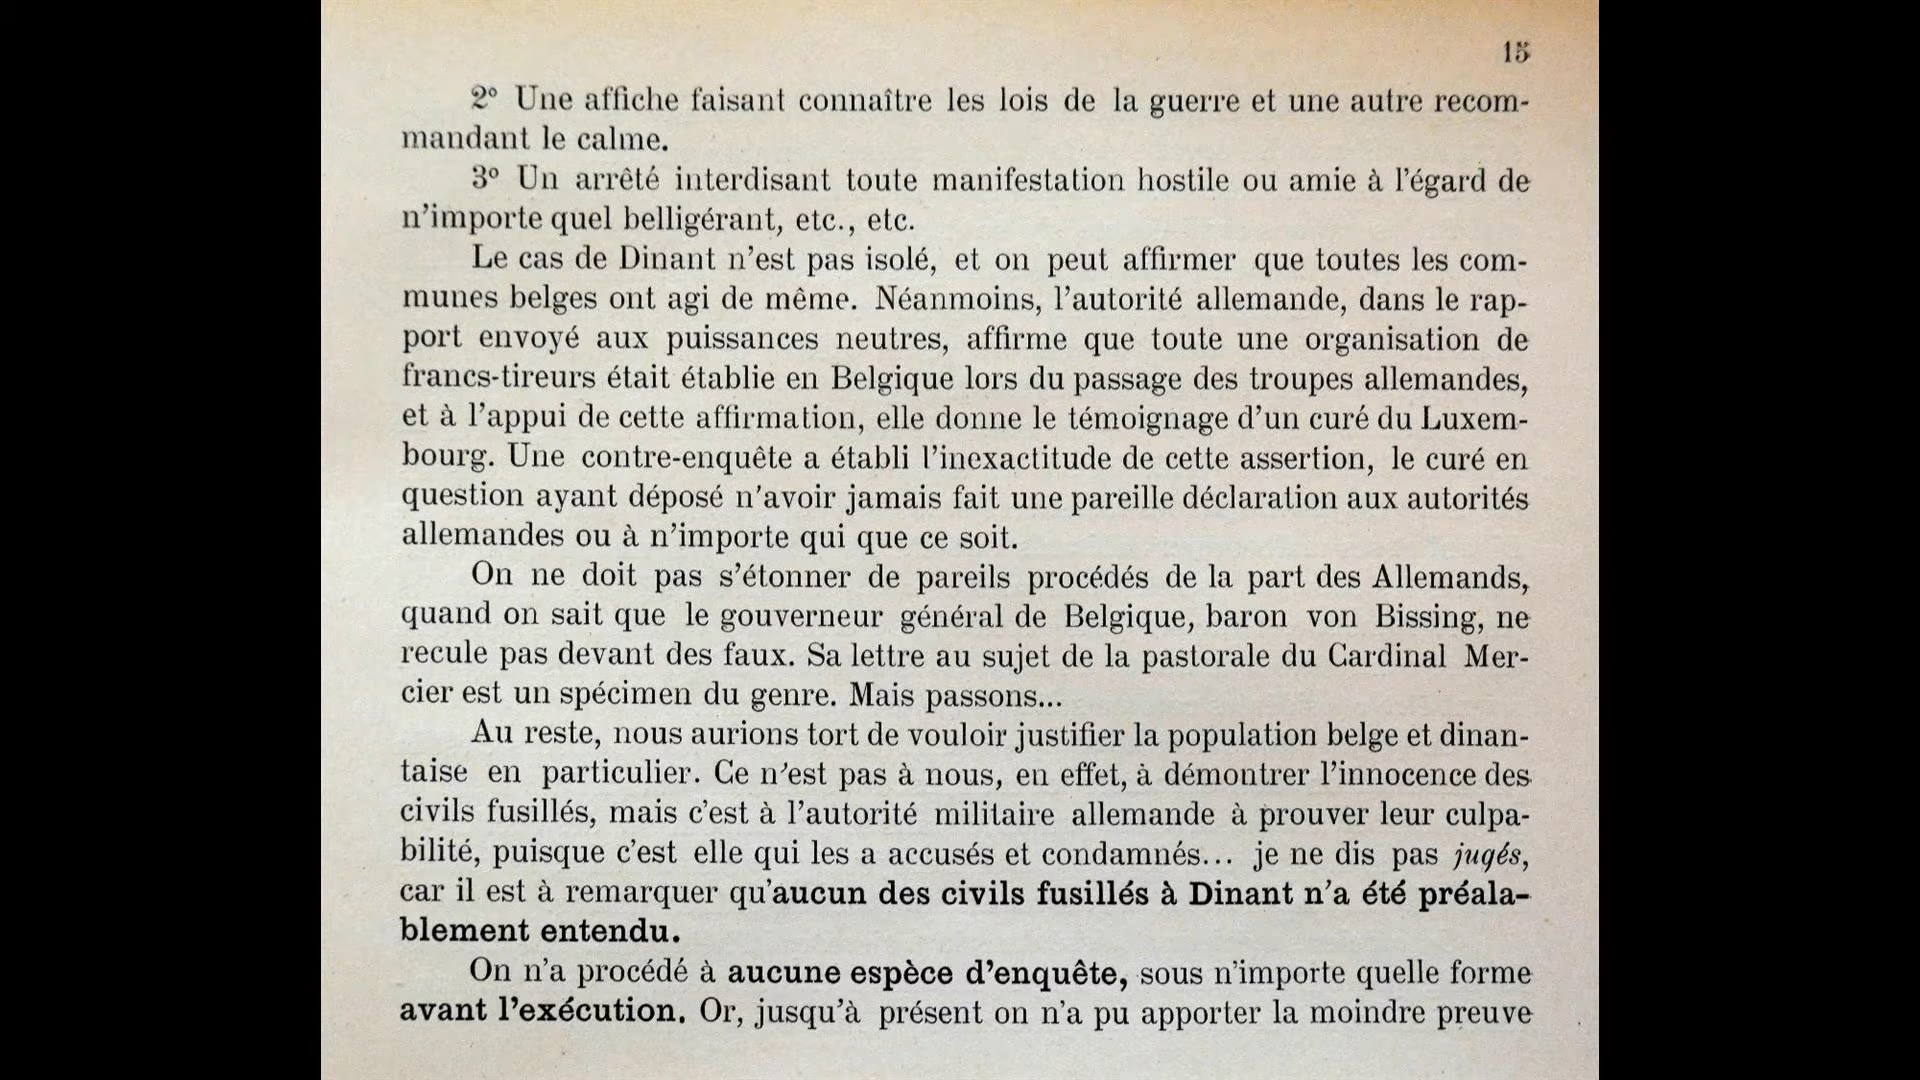 15
2° Une affiche faisant connaître les lois de la guerre et une autre recom-
mandant le calme.
3° Un arrêté interdisant toute manifestation hostile ou amie à l'égard de
n'importe quel belligérant, etc., etc.
Le cas de Dinant n'est pas isolé, et on peut affirmer que toutes les com-
munes belges ont agi de même. Néanmoins, l'autorité allemande, dans le rap-
port envoyé aux puissances neutres, affirme que toute une organisation de
francs-tireurs était établie en Belgique lors du passage des troupes allemandes,
et à l'appui de cette affirmation, elle donne le témoignage d'un curé du Luxem-
bourg. Une contre-enquête a établi l'inexactitude de cette assertion, le curé en
question ayant déposé n'avoir jamais fait une pareille déclaration aux autorités
allemandes ou à n'importe qui que ce soit.
On ne doit pas s'étonner de pareils procédés de la part des Allemands,
quand on sait que le gouverneur général de Belgique, baron von Bissing, ne
recule pas devant des faux. Sa lettre au sujet de la pastorale du Cardinal Mer-
cier est un spécimen du genre. Mais passons...
Au reste, nous aurions tort de vouloir justifier la population belge et dinan-
taise en particulier. Ce n'est pas à nous, en effet, à démontrer l'innocence des
civils fusillés, mais c'est à l'autorité militaire allemande à prouver leur culpa-
bilité, puisque c'est elle qui les a accusés et condamnés... je ne dis pas jugés,
car il est à remarquer qu'aucun des civils fusillés à Dinant n'a été préala-
blement entendu.
On n'a procédé à aucune espèce d'enquête, sous n'importe quelle forme
avant l'exécution. Or, jusqu'à présent on n'a pu apporter la moindre preuve